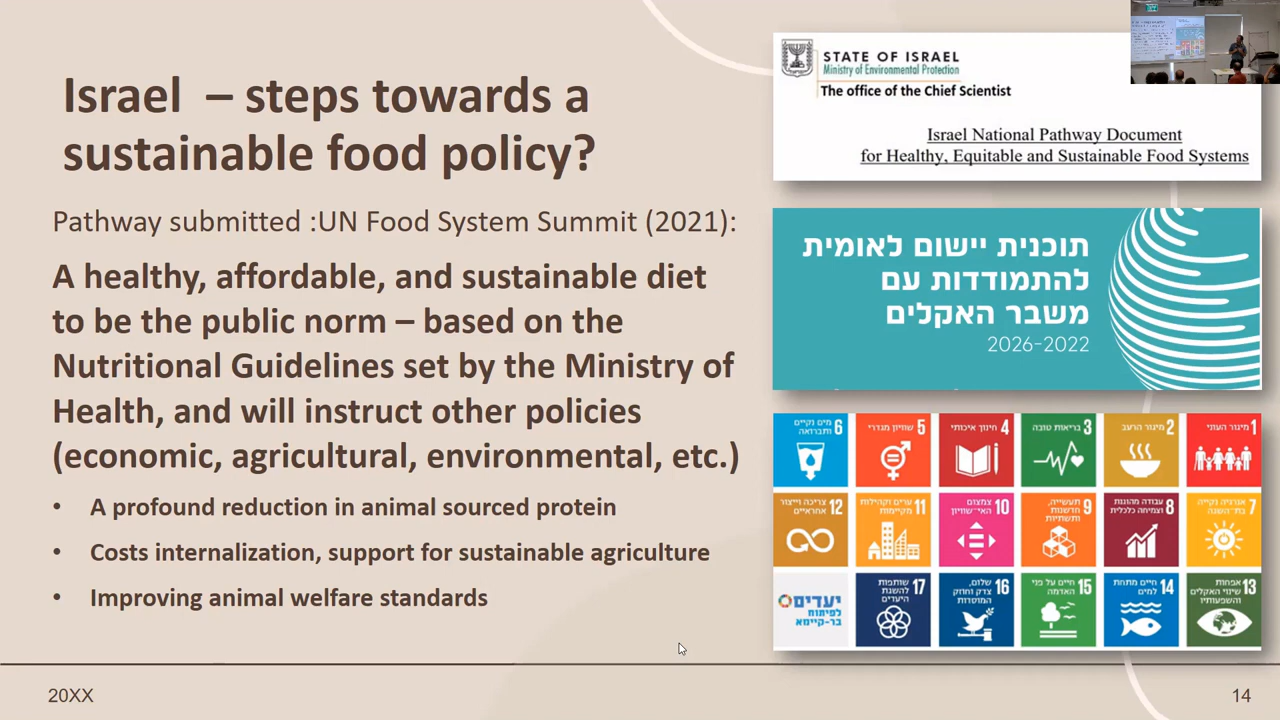 Israel – steps towards a
sustainable food policy?
Pathway submitted :UN Food System Summit (2021):
A healthy, affordable, and sustainable diet
to be the public norm – based on the
Nutritional Guidelines set by the Ministry of
Health, and will instruct other policies
(economic, agricultural, environmental, etc.)
• A profound reduction in animal sourced protein
• Costs internalization, support for sustainable agriculture
• Improving animal welfare standards
STATE OF ISRAEL
Ministry of Environmental Protection
The office of the Chief Scientist
Israel National Pathway Document
for Healthy, Equitable and Sustainable Food Systems
תוכנית יישום לאומית
להתמודדות עם
משבר האקלים
2026-2022
1 מיגור העוני
2 מיגור הרעב
3 בריאות טובה
4 חינוך איכותי
5 שוויון מגדרי
6 מים נקיים
ותברואה
7 אנרגיה נקייה
בת־השגה
8 עבודה מהוגנת
וצמיחה כלכלית
9 תעשייה,
חדשנות
ותשתיות
10 צמצום
האי־שוויון
11 ערים וקהילות
מקיימות
12 צריכה וייצור
אחראיים
13 אפחות
שינוי האקלים
והשפעותיו
14 חיים מתחת
למים
15 חיים על פני
האדמה
16 שלום,
צדק וחוזק
המוסדות
17 שותפות
להשגת
היעדים
יעדים
לפיתוח
בר-קיימא
20XX
14